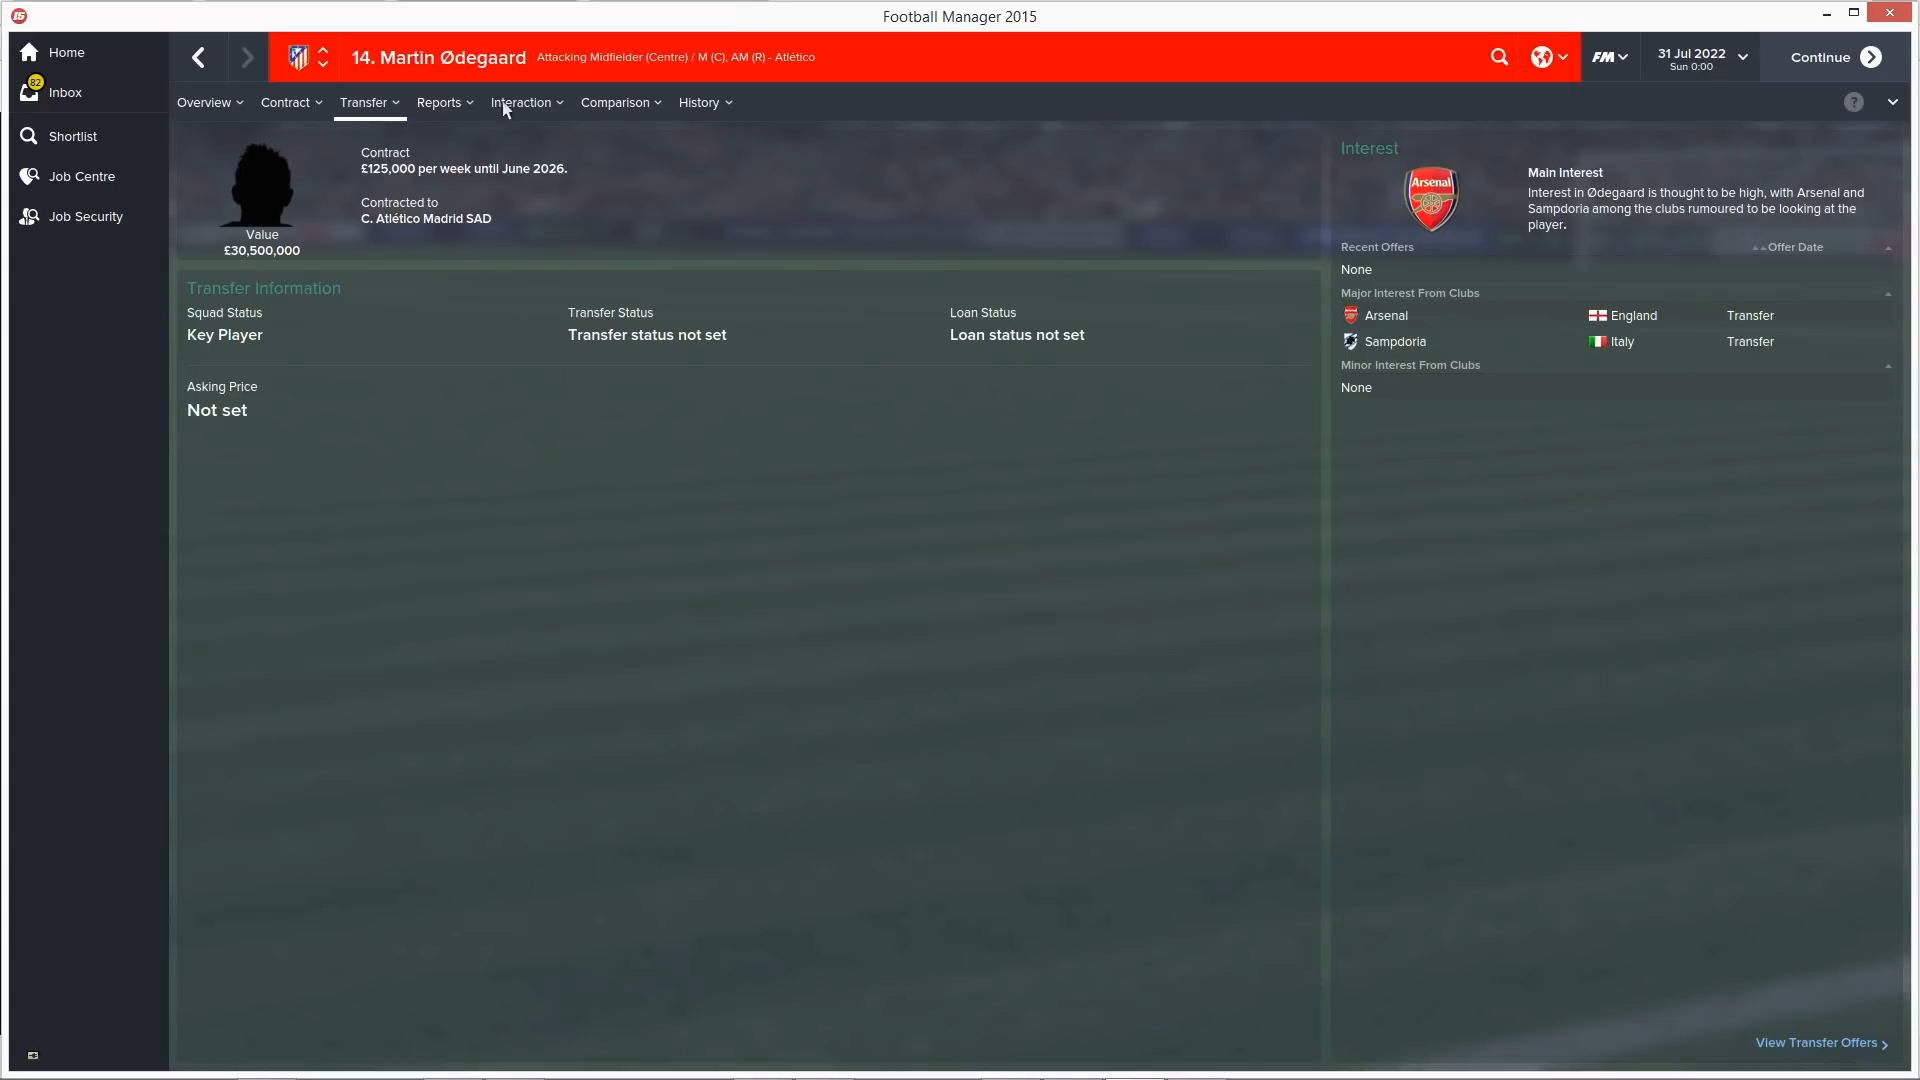 Football Manager 2015
Home
82
Inbox
Shortlist
Job Centre
Job Security
14. Martin Ødegaard
Attacking Midfielder (Centre) / M (C), AM (R) - Atlético
FM
31 Jul 2022
Sun 0:00
Continue
Overview
Contract
Transfer
Reports
Interaction
Comparison
History
?
Contract
£125,000 per week until June 2026.
Contracted to
C. Atlético Madrid SAD
Value
£30,500,000
Transfer Information
Squad Status
Transfer Status
Loan Status
Key Player
Transfer status not set
Loan status not set
Asking Price
Not set
Interest
Arsenal
Main Interest
Interest in Ødegaard is thought to be high, with Arsenal and
Sampdoria among the clubs rumoured to be looking at the
player.
Recent Offers
Offer Date
None
Major Interest From Clubs
Arsenal England Transfer
Sampdoria Italy Transfer
Minor Interest From Clubs
None
View Transfer Offers